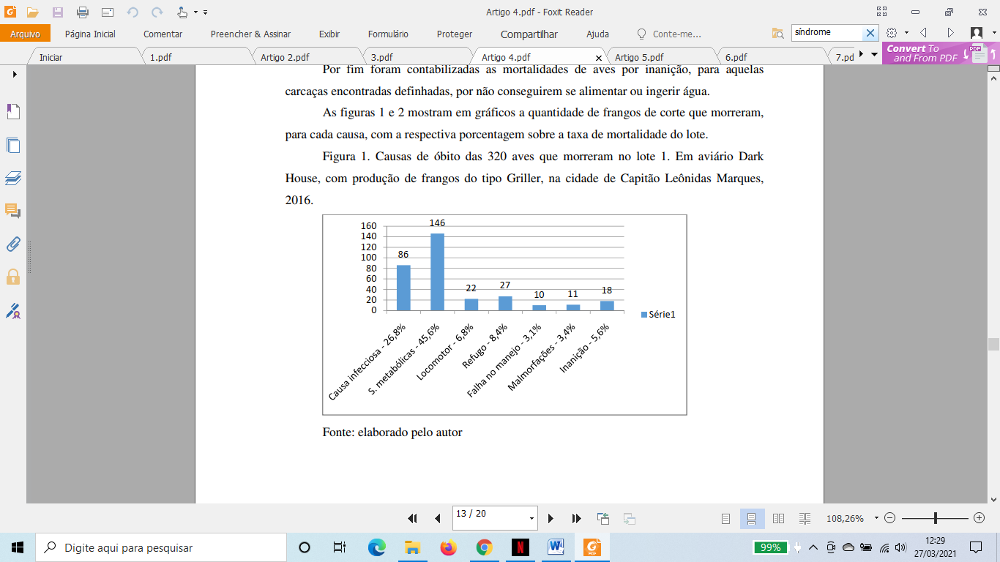 Artigo 4.pdf - Foxit Reader
Arquivo Página Inicial Comentar Preencher & Assinar Exibir Formulário Proteger Compartilhar Ajuda Conte-me... síndrome
Iniciar 1.pdf Artigo 2.pdf 3.pdf Artigo 4.pdf Artigo 5.pdf 6.pdf 7.pd
Convert To
and From PDF
PDF
Por fim foram contabilizadas as mortalidades de aves por inanição, para aquelas
carcaças encontradas definhadas, por não conseguirem se alimentar ou ingerir água.
As figuras 1 e 2 mostram em gráficos a quantidade de frangos de corte que morreram,
para cada causa, com a respectiva porcentagem sobre a taxa de mortalidade do lote.
Figura 1. Causas de óbito das 320 aves que morreram no lote 1. Em aviário Dark
House, com produção de frangos do tipo Griller, na cidade de Capitão Leônidas Marques,
2016.
160
140
120
100
80
60
40
20
0
86
146
22
27
10
11
18
Causa infecciosa - 26,8%
S. metabólicas - 45,6%
Locomotor - 6,8%
Refugo - 8,4%
Falha no manejo - 3,1%
Malmorfações - 3,4%
Inanição - 5,6%
Série1
Fonte: elaborado pelo autor
13 / 20
108,26%
Digite aqui para pesquisar
99%
12:29
27/03/2021